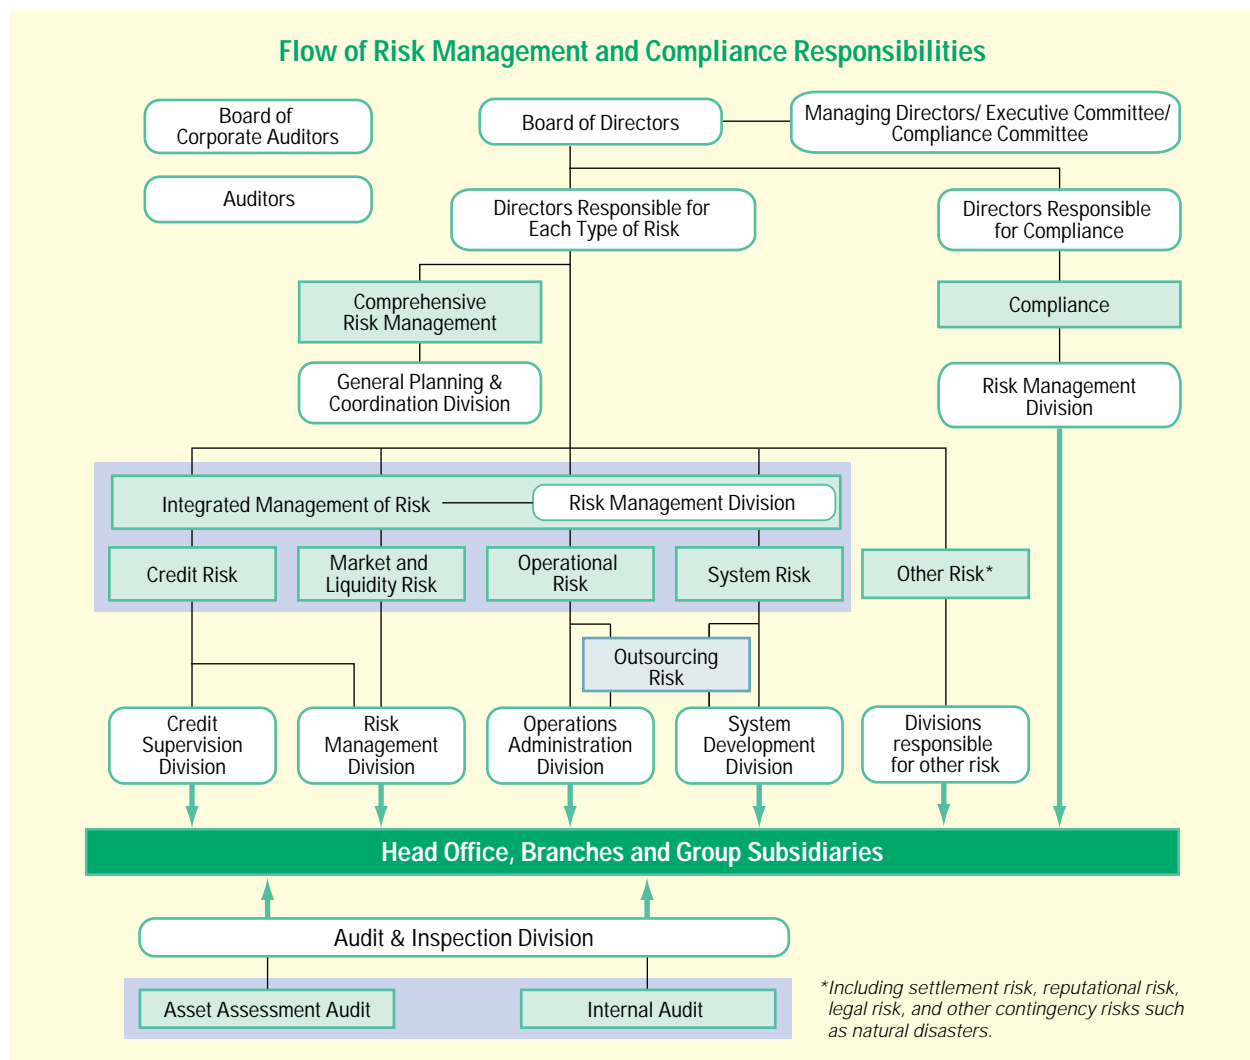 Flow of Risk Management and Compliance Responsibilities
Board of
Corporate Auditors
Board of Directors
Managing Directors/ Executive Committee/
Compliance Committee
Auditors
Directors Responsible for
Each Type of Risk
Directors Responsible
for Compliance
Comprehensive
Risk Management
Compliance
General Planning &
Coordination Division
Risk Management
Division
Integrated Management of Risk
Risk Management Division
Credit Risk
Market and
Liquidity Risk
Operational
Risk
System Risk
Other Risk*
Outsourcing
Risk
Credit
Supervision
Division
Risk
Management
Division
Operations
Administration
Division
System
Development
Division
Divisions
responsible
for other risk
Head Office, Branches and Group Subsidiaries
Audit & Inspection Division
Asset Assessment Audit
Internal Audit
*Including settlement risk, reputational risk,
legal risk, and other contingency risks such
as natural disasters.